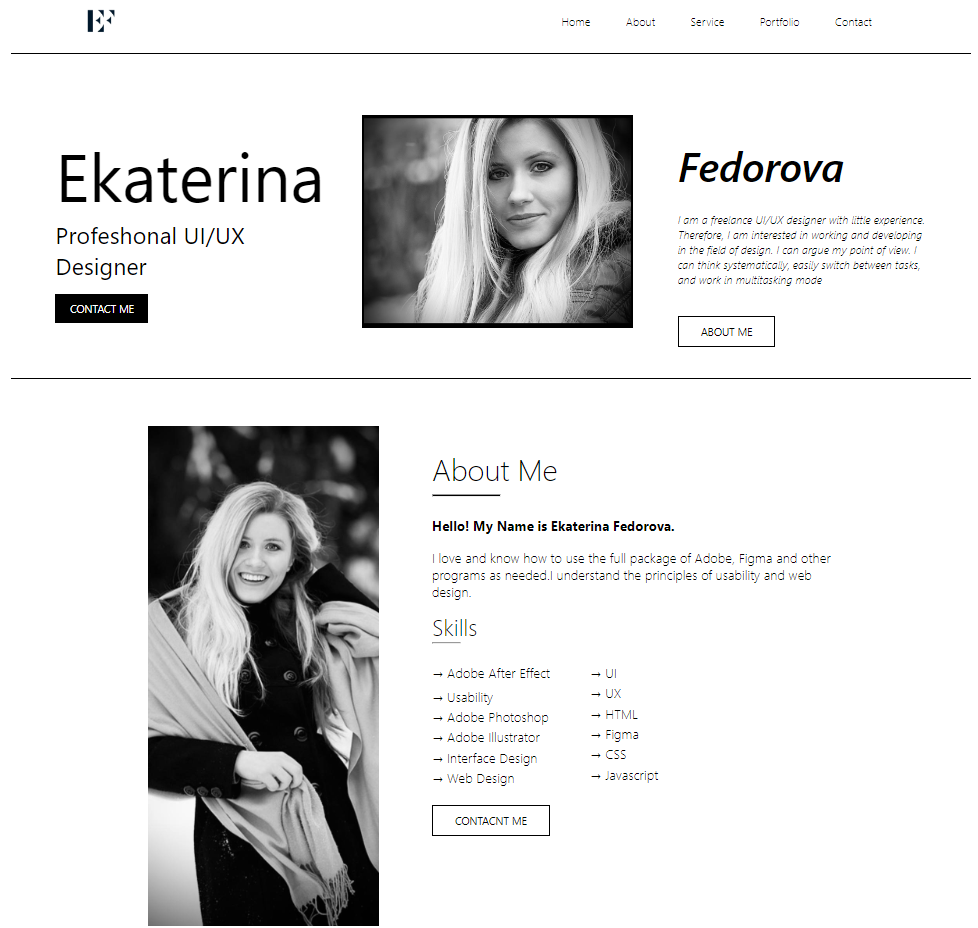 EF
Home About Service Portfolio Contact
Ekaterina
Profeshonal UI/UX
Designer
CONTACT ME
Fedorova
I am a freelance UI/UX designer with little experience.
Therefore, I am interested in working and developing
in the field of design. I can argue my point of view. I
can think systematically, easily switch between tasks,
and work in multitasking mode
ABOUT ME
About Me
Hello! My Name is Ekaterina Fedorova.
I love and know how to use the full package of Adobe, Figma and other
programs as needed.I understand the principles of usability and web
design.
Skills
→ Adobe After Effect
→ Usability
→ Adobe Photoshop
→ Adobe Illustrator
→ Interface Design
→ Web Design
→ UI
→ UX
→ HTML
→ Figma
→ CSS
→ Javascript
CONTACNT ME